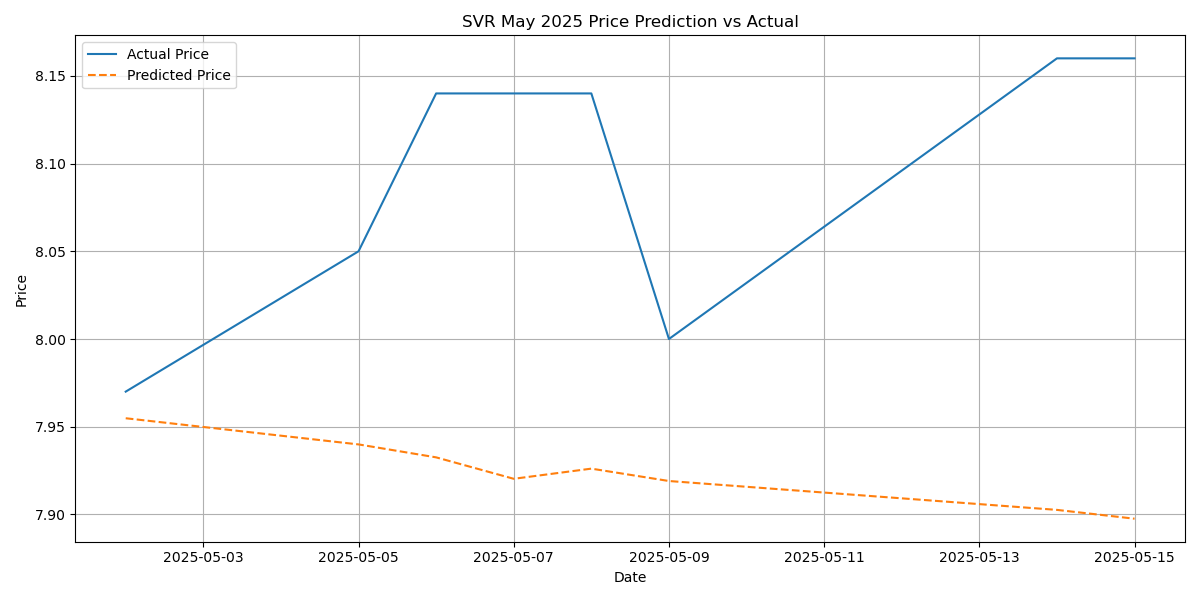 SVR May 2025 Price Prediction vs Actual
Actual Price
Predicted Price
8.15
8.10
8.05
8.00
7.95
7.90
Price
2025-05-03 2025-05-05 2025-05-07 2025-05-09 2025-05-11 2025-05-13 2025-05-15
Date